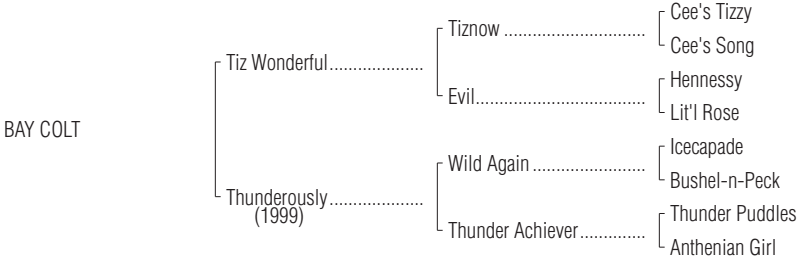 Cee's Tizzy
Tiznow ..............................
Cee's Song
Tiz Wonderful....................
Hennessy
Evil....................................
Lit'l Rose
BAY COLT
Icecapade
Wild Again ........................
Bushel-n-Peck
Thunderously....................
(1999)
Thunder Puddles
Thunder Achiever..............
Anthenian Girl